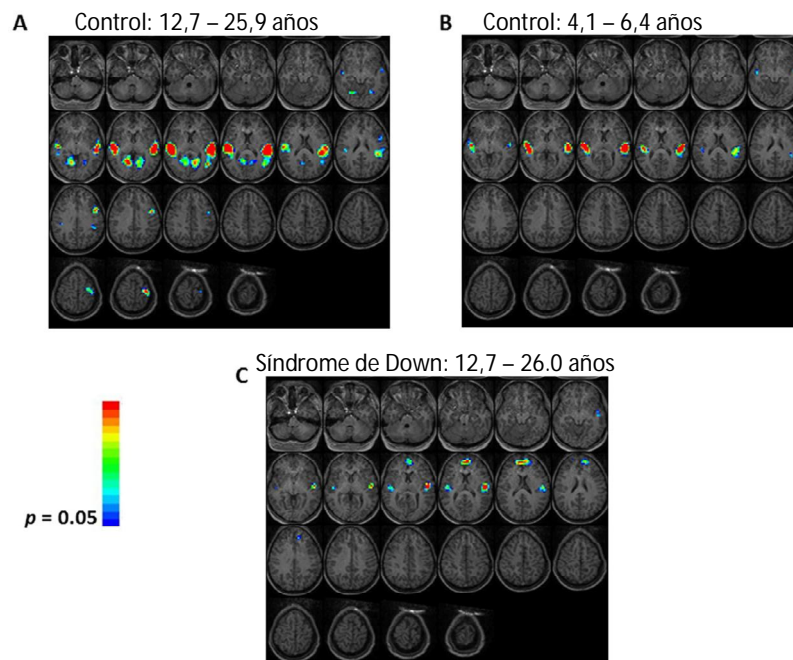 A Control: 12,7 – 25,9 años
B Control: 4,1 – 6,4 años
C Síndrome de Down: 12,7 – 26.0 años
p = 0.05